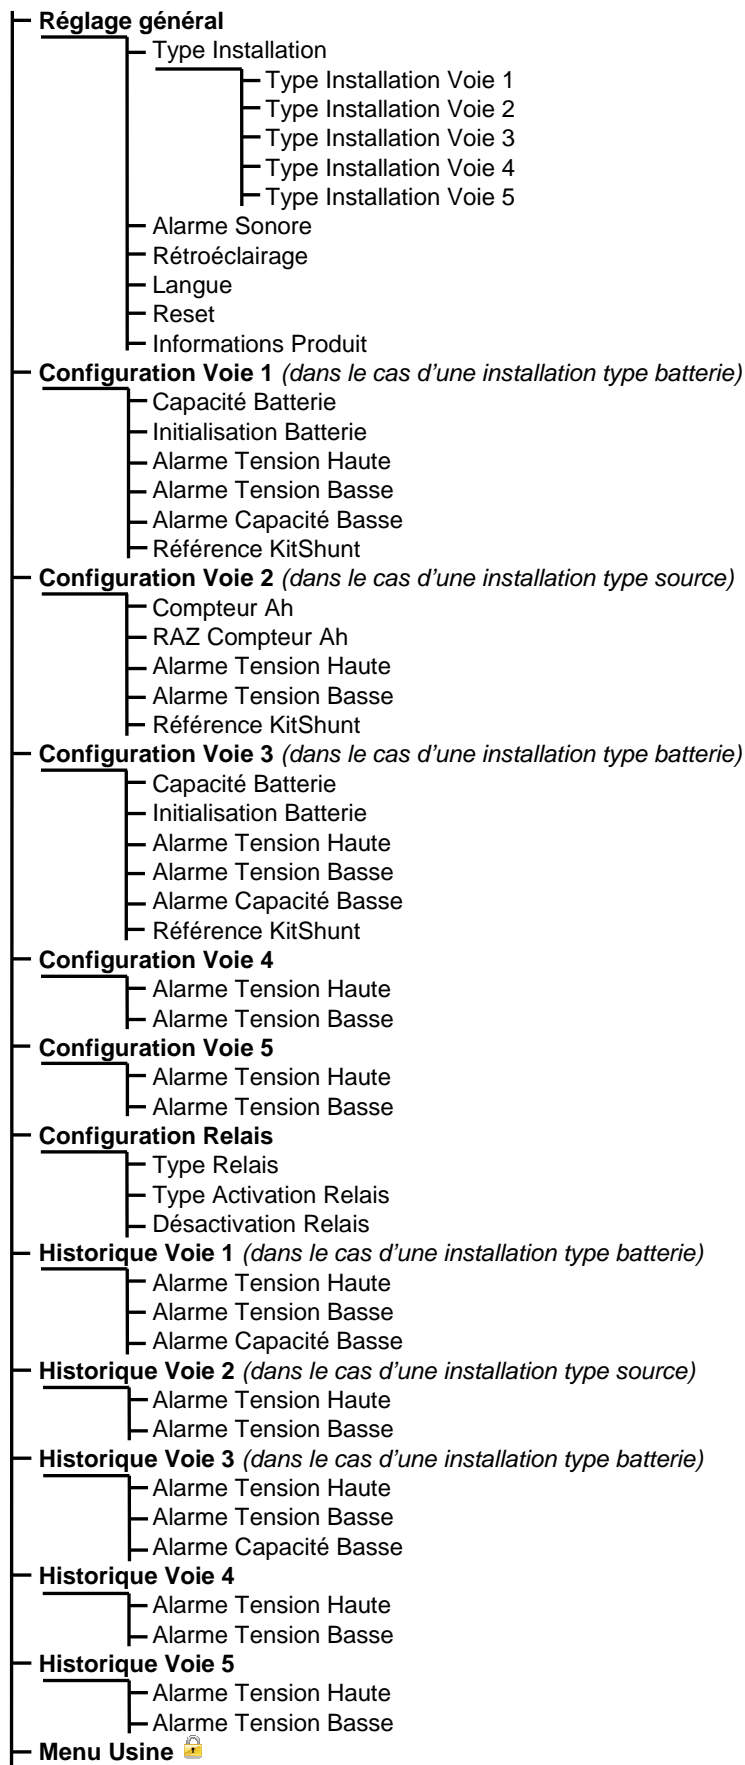 Réglage général
Type Installation
Type Installation Voie 1
Type Installation Voie 2
Type Installation Voie 3
Type Installation Voie 4
Type Installation Voie 5
Alarme Sonore
Rétroéclairage
Langue
Reset
Informations Produit
Configuration Voie 1 (dans le cas d’une installation type batterie)
Capacité Batterie
Initialisation Batterie
Alarme Tension Haute
Alarme Tension Basse
Alarme Capacité Basse
Référence KitShunt
Configuration Voie 2 (dans le cas d’une installation type source)
Compteur Ah
RAZ Compteur Ah
Alarme Tension Haute
Alarme Tension Basse
Référence KitShunt
Configuration Voie 3 (dans le cas d’une installation type batterie)
Capacité Batterie
Initialisation Batterie
Alarme Tension Haute
Alarme Tension Basse
Alarme Capacité Basse
Référence KitShunt
Configuration Voie 4
Alarme Tension Haute
Alarme Tension Basse
Configuration Voie 5
Alarme Tension Haute
Alarme Tension Basse
Configuration Relais
Type Relais
Type Activation Relais
Désactivation Relais
Historique Voie 1 (dans le cas d’une installation type batterie)
Alarme Tension Haute
Alarme Tension Basse
Alarme Capacité Basse
Historique Voie 2 (dans le cas d’une installation type source)
Alarme Tension Haute
Alarme Tension Basse
Historique Voie 3 (dans le cas d’une installation type batterie)
Alarme Tension Haute
Alarme Tension Basse
Alarme Capacité Basse
Historique Voie 4
Alarme Tension Haute
Alarme Tension Basse
Historique Voie 5
Alarme Tension Haute
Alarme Tension Basse
Menu Usine